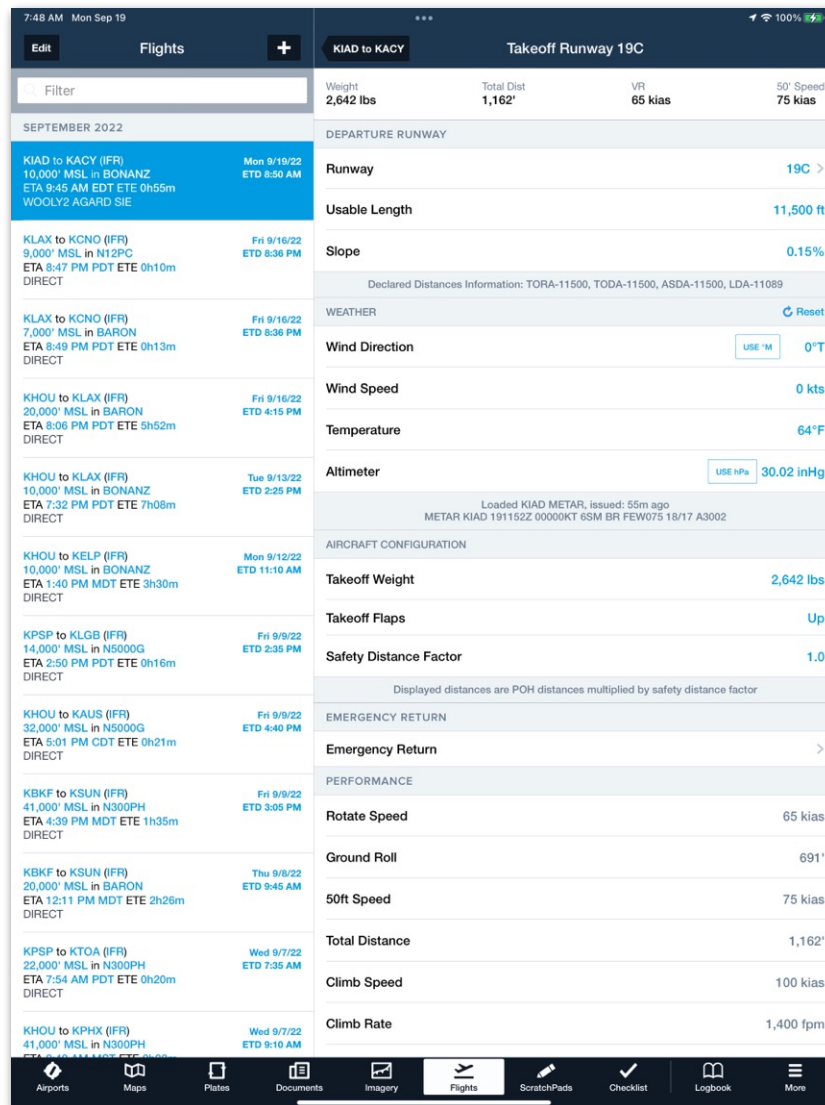 7:48 AM Mon Sep 19
100%
Edit
Flights
+
Filter
SEPTEMBER 2022
KIAD to KACY (IFR) Mon 9/19/22
10,000' MSL in BONANZ ETD 8:50 AM
ETA 9:45 AM EDT ETE 0h55m
WOOLY2 AGARD SIE
KLAX to KCNO (IFR) Fri 9/16/22
9,000' MSL in N12PC ETD 8:36 PM
ETA 8:47 PM PDT ETE 0h10m
DIRECT
KLAX to KCNO (IFR) Fri 9/16/22
7,000' MSL in BARON ETD 8:36 PM
ETA 8:49 PM PDT ETE 0h13m
DIRECT
KHOU to KLAX (IFR) Fri 9/16/22
20,000' MSL in BARON ETD 4:15 PM
ETA 8:06 PM PDT ETE 5h52m
DIRECT
KHOU to KLAX (IFR) Tue 9/13/22
10,000' MSL in BONANZ ETD 2:25 PM
ETA 7:32 PM PDT ETE 7h08m
DIRECT
KHOU to KELP (IFR) Mon 9/12/22
10,000' MSL in BONANZ ETD 11:10 AM
ETA 1:40 PM MDT ETE 3h30m
DIRECT
KPSP to KLGB (IFR) Fri 9/9/22
14,000' MSL in N5000G ETD 2:35 PM
ETA 2:50 PM PDT ETE 0h16m
DIRECT
KHOU to KAUS (IFR) Fri 9/9/22
32,000' MSL in N5000G ETD 4:40 PM
ETA 5:01 PM CDT ETE 0h21m
DIRECT
KBKF to KSUN (IFR) Fri 9/9/22
41,000' MSL in N300PH ETD 3:05 PM
ETA 4:39 PM MDT ETE 1h35m
DIRECT
KBKF to KSUN (IFR) Thu 9/8/22
20,000' MSL in BARON ETD 9:45 AM
ETA 12:11 PM MDT ETE 2h26m
DIRECT
KPSP to KTOA (IFR) Wed 9/7/22
22,000' MSL in N300PH ETD 7:35 AM
ETA 7:54 AM PDT ETE 0h20m
DIRECT
KHOU to KPHX (IFR) Wed 9/7/22
41,000' MSL in N300PH ETD 9:10 AM
KIAD to KACY
Takeoff Runway 19C
Weight Total Dist VR 50' Speed
2,642 lbs 1,162' 65 kias 75 kias
DEPARTURE RUNWAY
Runway 19C
Usable Length 11,500 ft
Slope 0.15%
Declared Distances Information: TORA-11500, TODA-11500, ASDA-11500, LDA-11089
WEATHER Reset
Wind Direction USE °M 0°T
Wind Speed 0 kts
Temperature 64°F
Altimeter USE hPa 30.02 inHg
Loaded KIAD METAR, issued: 55m ago
METAR KIAD 191152Z 00000KT 6SM BR FEW075 18/17 A3002
AIRCRAFT CONFIGURATION
Takeoff Weight 2,642 lbs
Takeoff Flaps Up
Safety Distance Factor 1.0
Displayed distances are POH distances multiplied by safety distance factor
EMERGENCY RETURN
Emergency Return
PERFORMANCE
Rotate Speed 65 kias
Ground Roll 691'
50ft Speed 75 kias
Total Distance 1,162'
Climb Speed 100 kias
Climb Rate 1,400 fpm
Airports Maps Plates Documents Imagery Flights ScratchPads Checklist Logbook More